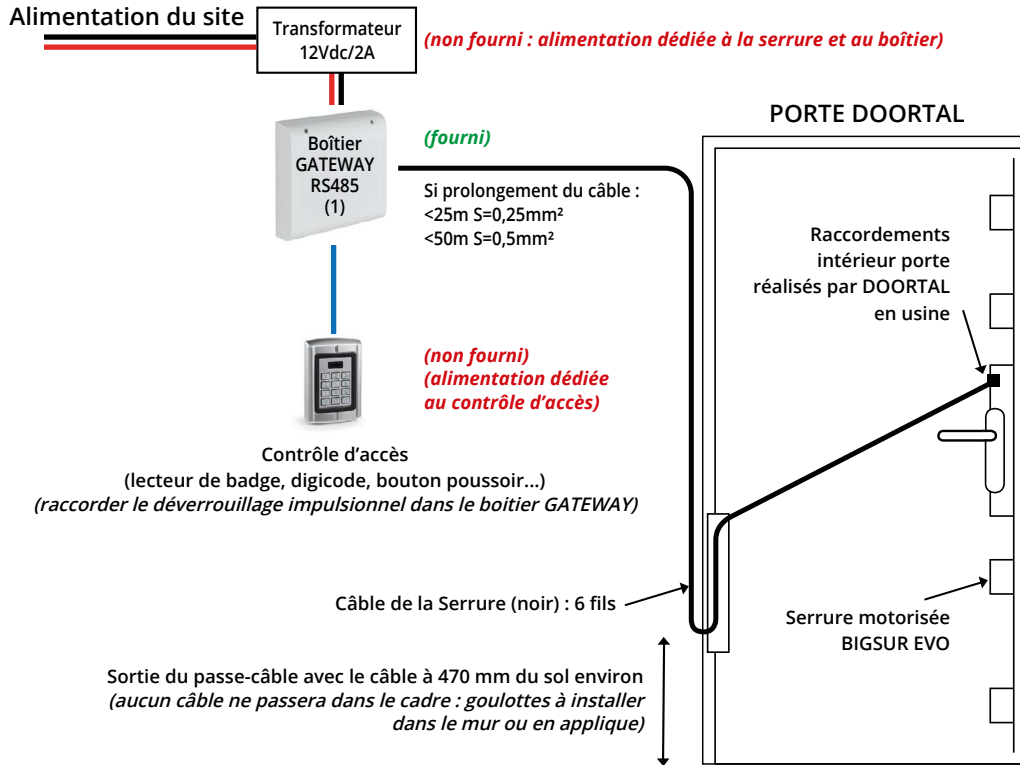 Alimentation du site
Transformateur
12Vdc/2A
(non fourni : alimentation dédiée à la serrure et au boîtier)
PORTE DOORTAL
Boîtier
GATEWAY
RS485
(1)
(fourni)
Si prolongement du câble :
<25m S=0,25mm²
<50m S=0,5mm²
Raccordements
intérieur porte
réalisés par DOORTAL
en usine
(non fourni)
(alimentation dédiée
au contrôle d’accès)
Contrôle d’accès
(lecteur de badge, digicode, bouton poussoir...)
(raccorder le déverrouillage impulsionnel dans le boitier GATEWAY)
Câble de la Serrure (noir) : 6 fils
Serrure motorisée
BIGSUR EVO
Sortie du passe-câble avec le câble à 470 mm du sol environ
(aucun câble ne passera dans le cadre : goulottes à installer
dans le mur ou en applique)